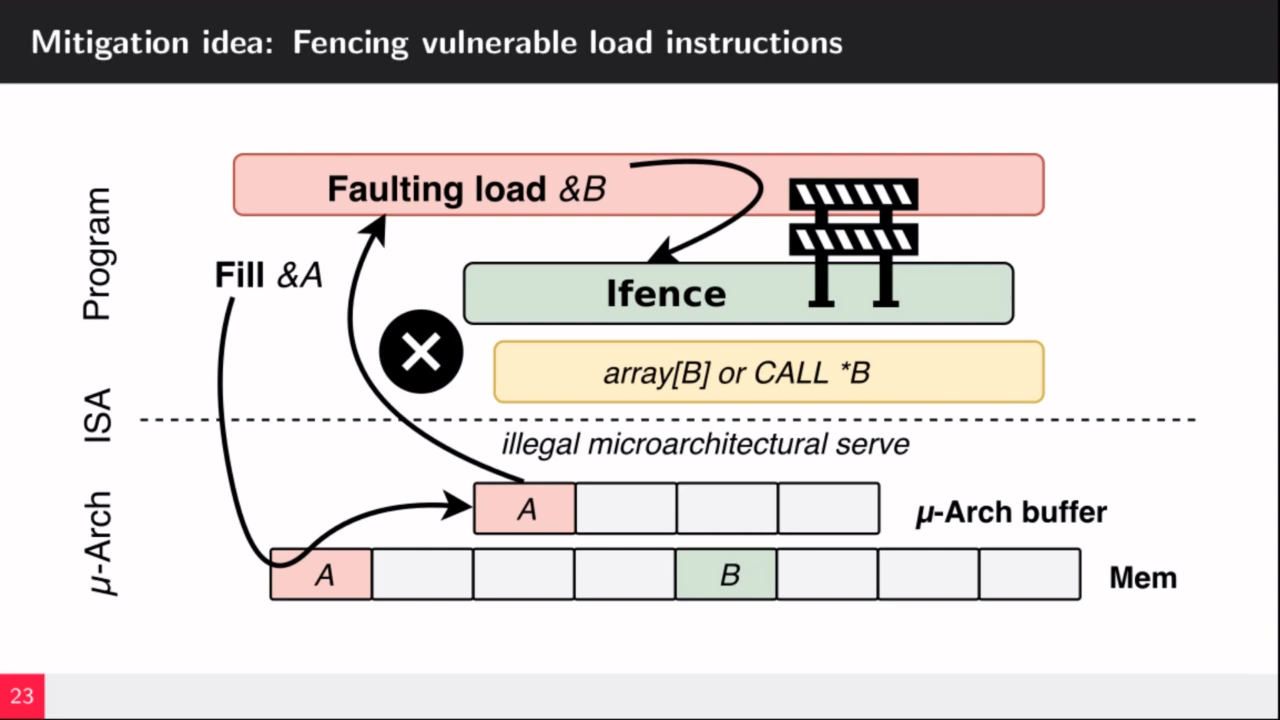 Mitigation idea: Fencing vulnerable load instructions
Program
Faulting load &B
Fill &A
lfence
array[B] or CALL *B
ISA
illegal microarchitectural serve
μ-Arch
A
μ-Arch buffer
A
B
Mem
23